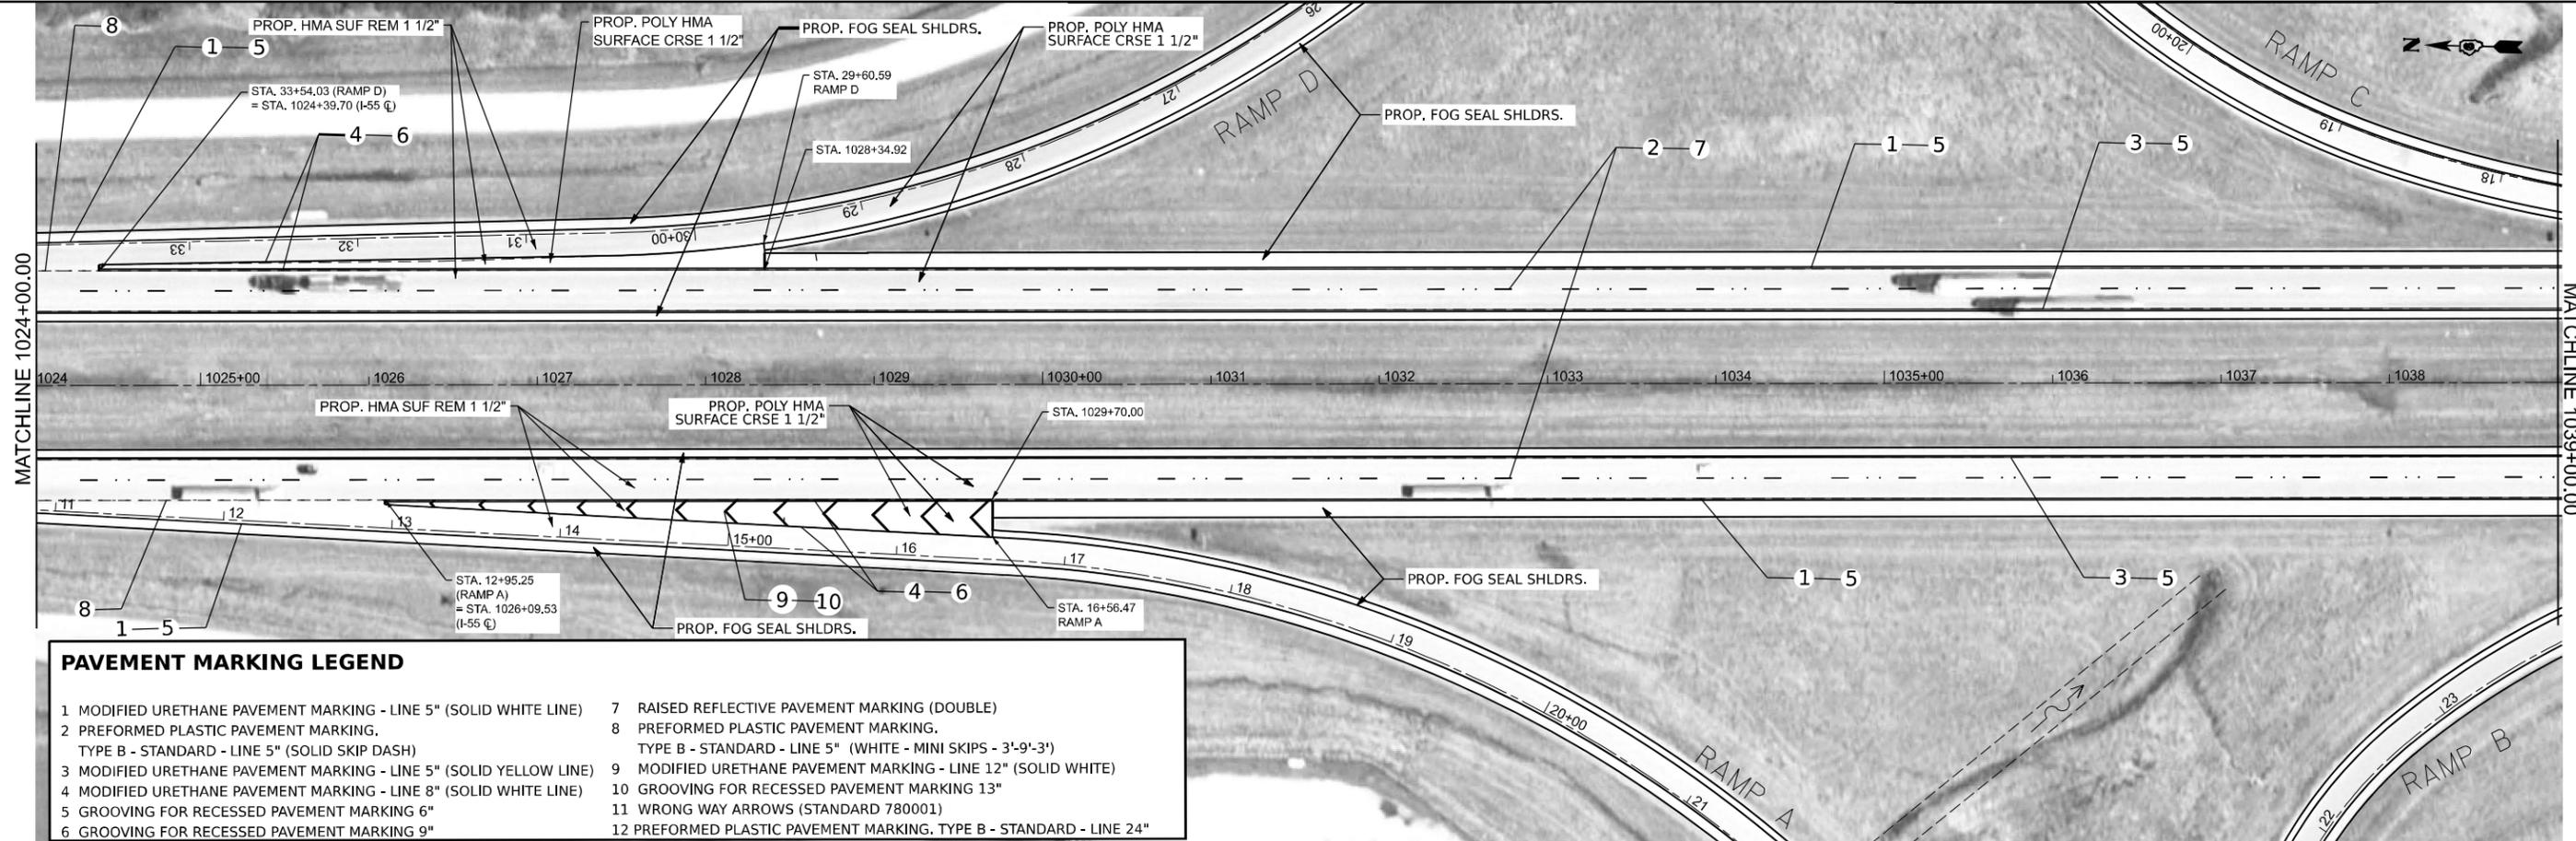 8
1 5
PROP. HMA SUF REM 1 1/2"
PROP. POLY HMA
SURFACE CRSE 1 1/2"
PROP. FOG SEAL SHLDRS.
PROP. POLY HMA
SURFACE CRSE 1 1/2"
26
20+00
RAMP C
N
STA. 33+54.03 (RAMP D)
= STA. 1024+39.70 (I-55 ℄)
4 6
STA. 29+60.59
RAMP D
STA. 1028+34.92
27
RAMP D
PROP. FOG SEAL SHLDRS.
2 7
1 5
3 5
19
18
33
32
31
30+00
29
28
MATCHLINE 1024+00.00
MATCHLINE 1039+00.00
1024
1025+00
1026
1027
1028
1029
1030+00
1031
1032
1033
1034
1035+00
1036
1037
1038
PROP. HMA SUF REM 1 1/2"
PROP. POLY HMA
SURFACE CRSE 1 1/2"
STA. 1029+70.00
11
12
13
14
15+00
16
17
18
19
20+00
21
RAMP A
STA. 12+95.25
(RAMP A)
= STA. 1026+09.53
(I-55 ℄)
8
1 5
9 10
4 6
PROP. FOG SEAL SHLDRS.
STA. 16+56.47
RAMP A
PROP. FOG SEAL SHLDRS.
1 5
3 5
23
22
RAMP B
PAVEMENT MARKING LEGEND
1 MODIFIED URETHANE PAVEMENT MARKING - LINE 5" (SOLID WHITE LINE)
2 PREFORMED PLASTIC PAVEMENT MARKING.
TYPE B - STANDARD - LINE 5" (SOLID SKIP DASH)
3 MODIFIED URETHANE PAVEMENT MARKING - LINE 5" (SOLID YELLOW LINE)
4 MODIFIED URETHANE PAVEMENT MARKING - LINE 8" (SOLID WHITE LINE)
5 GROOVING FOR RECESSED PAVEMENT MARKING 6"
6 GROOVING FOR RECESSED PAVEMENT MARKING 9"
7 RAISED REFLECTIVE PAVEMENT MARKING (DOUBLE)
8 PREFORMED PLASTIC PAVEMENT MARKING.
TYPE B - STANDARD - LINE 5" (WHITE - MINI SKIPS - 3'-9'-3')
9 MODIFIED URETHANE PAVEMENT MARKING - LINE 12" (SOLID WHITE)
10 GROOVING FOR RECESSED PAVEMENT MARKING 13"
11 WRONG WAY ARROWS (STANDARD 780001)
12 PREFORMED PLASTIC PAVEMENT MARKING. TYPE B - STANDARD - LINE 24"